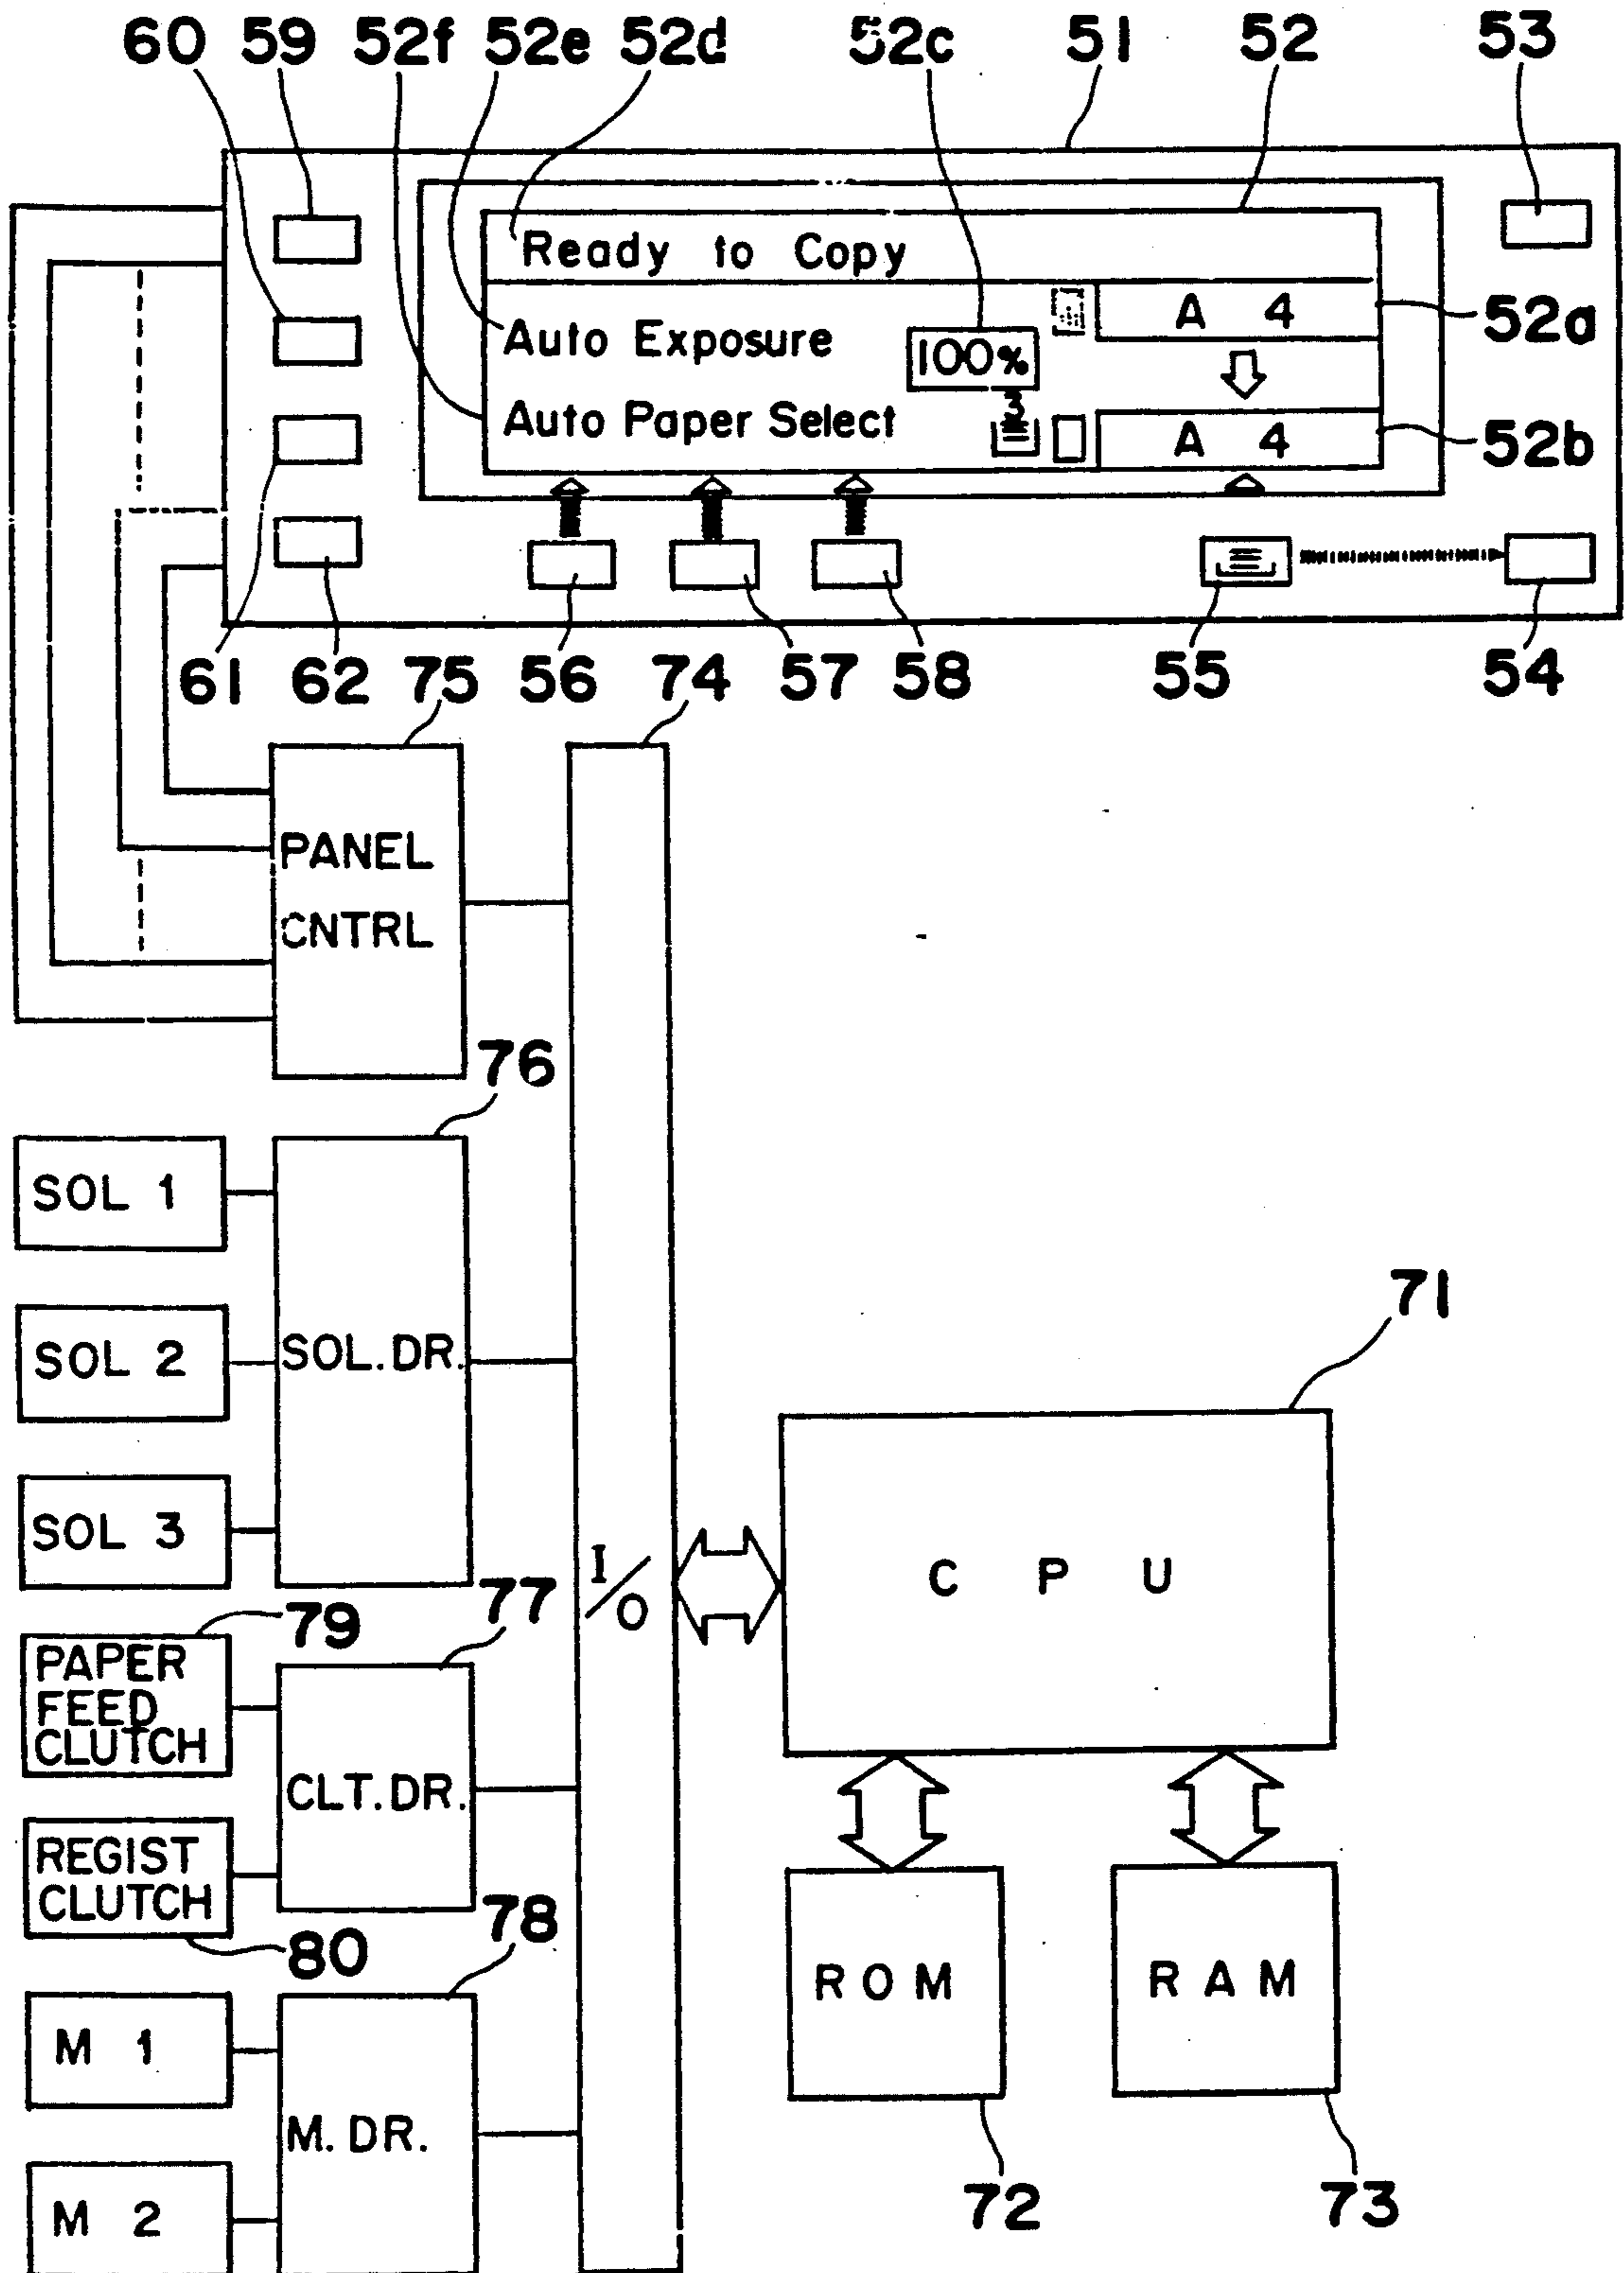 60 59 52f 52e 52d 52c 51 52 53
Ready to Copy
A 4
52a
Auto Exposure
100%
3
Auto Paper Select
A 4
52b
61 62 75 56 74 57 58 55 54
PANEL
CNTRL
76
SOL 1
71
SOL 2
SOL. DR.
SOL 3
I/O
C P U
79
77
PAPER
FEED
CLUTCH
CLT. DR.
REGIST
CLUTCH
78
80
ROM
RAM
M 1
M. DR.
72
73
M 2